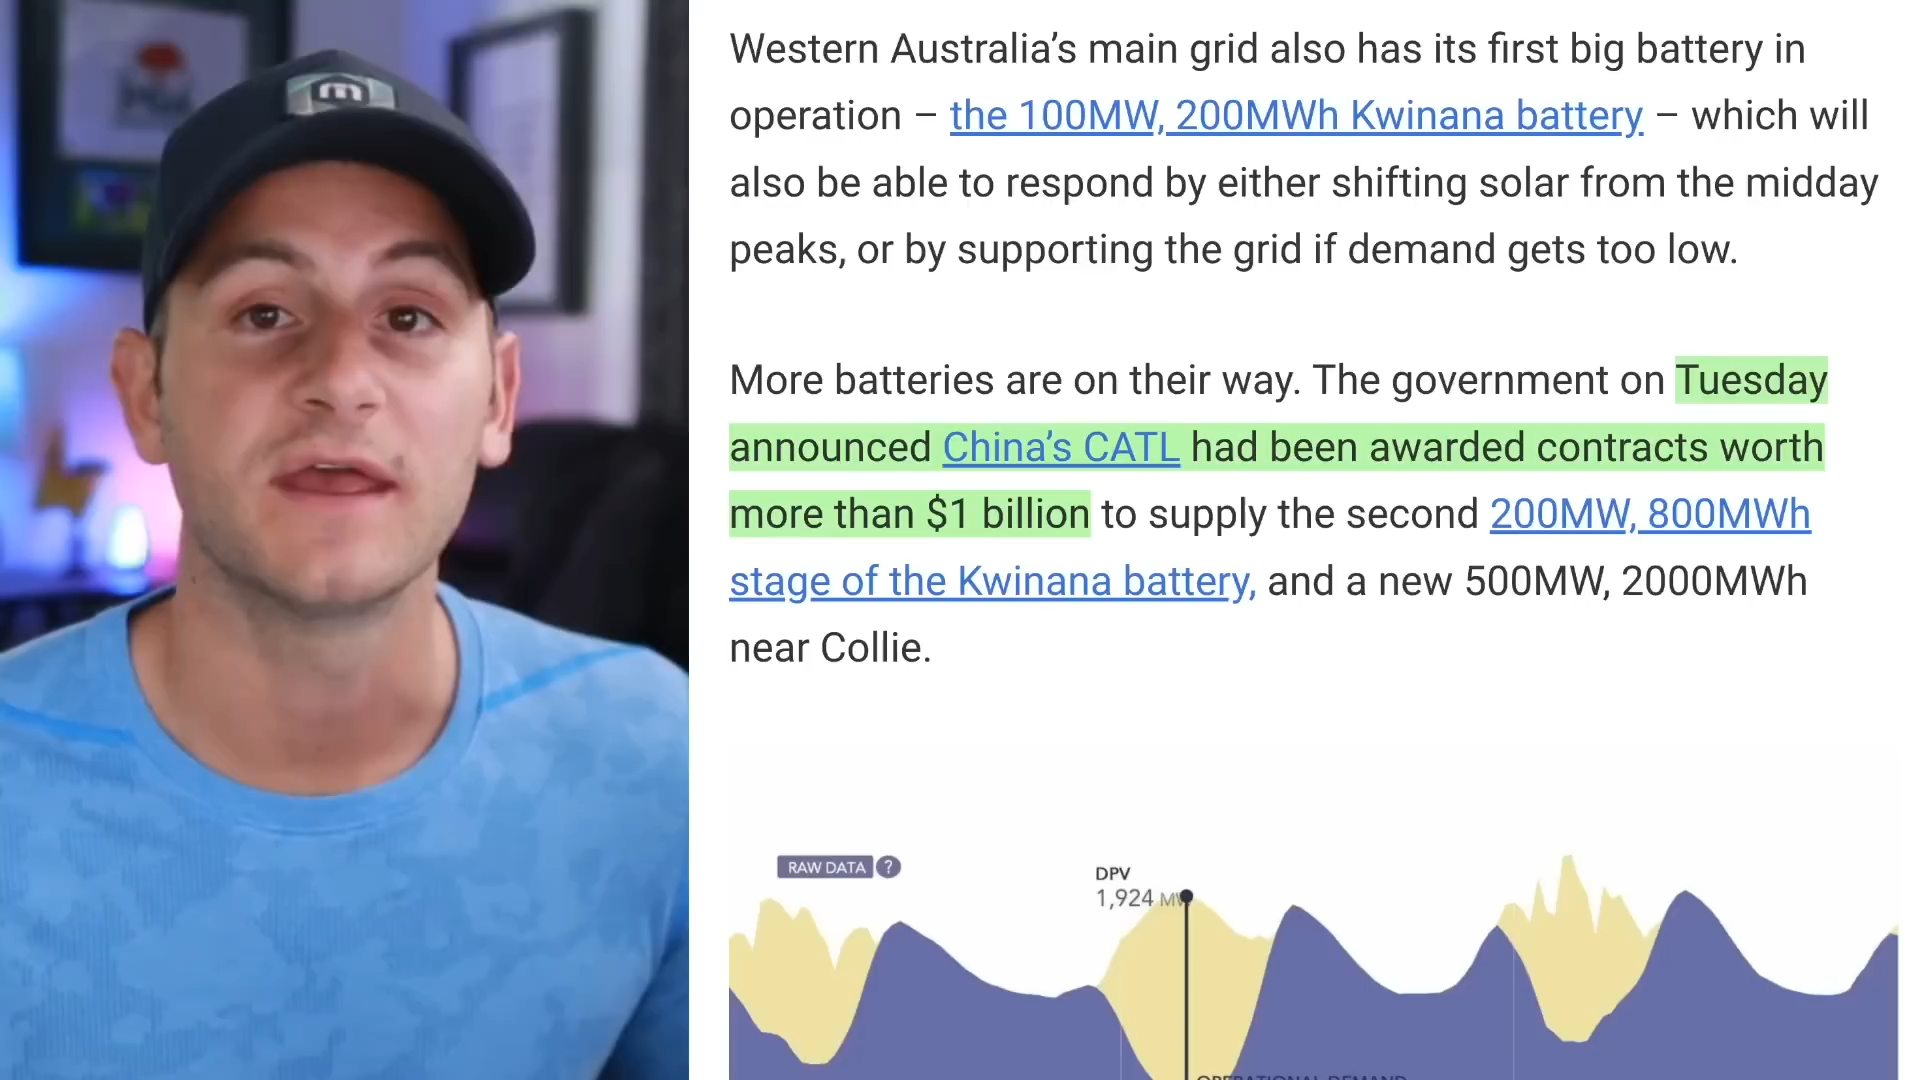 Western Australia’s main grid also has its first big battery in
operation – the 100MW, 200MWh Kwinana battery – which will
also be able to respond by either shifting solar from the midday
peaks, or by supporting the grid if demand gets too low.
More batteries are on their way. The government on Tuesday
announced China’s CATL had been awarded contracts worth
more than $1 billion to supply the second 200MW, 800MWh
stage of the Kwinana battery, and a new 500MW, 2000MWh
near Collie.
RAW DATA ?
DPV
1,924 MW
OPERATIONAL DEMAND
m